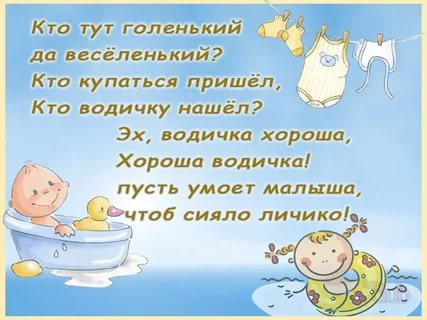 Кто тут голенький
да весёленький?
Кто купаться пришёл,
Кто водичку нашёл?
Эх, водичка хороша,
Хороша водичка!
пусть умоет малыша,
чтоб сияло личико!